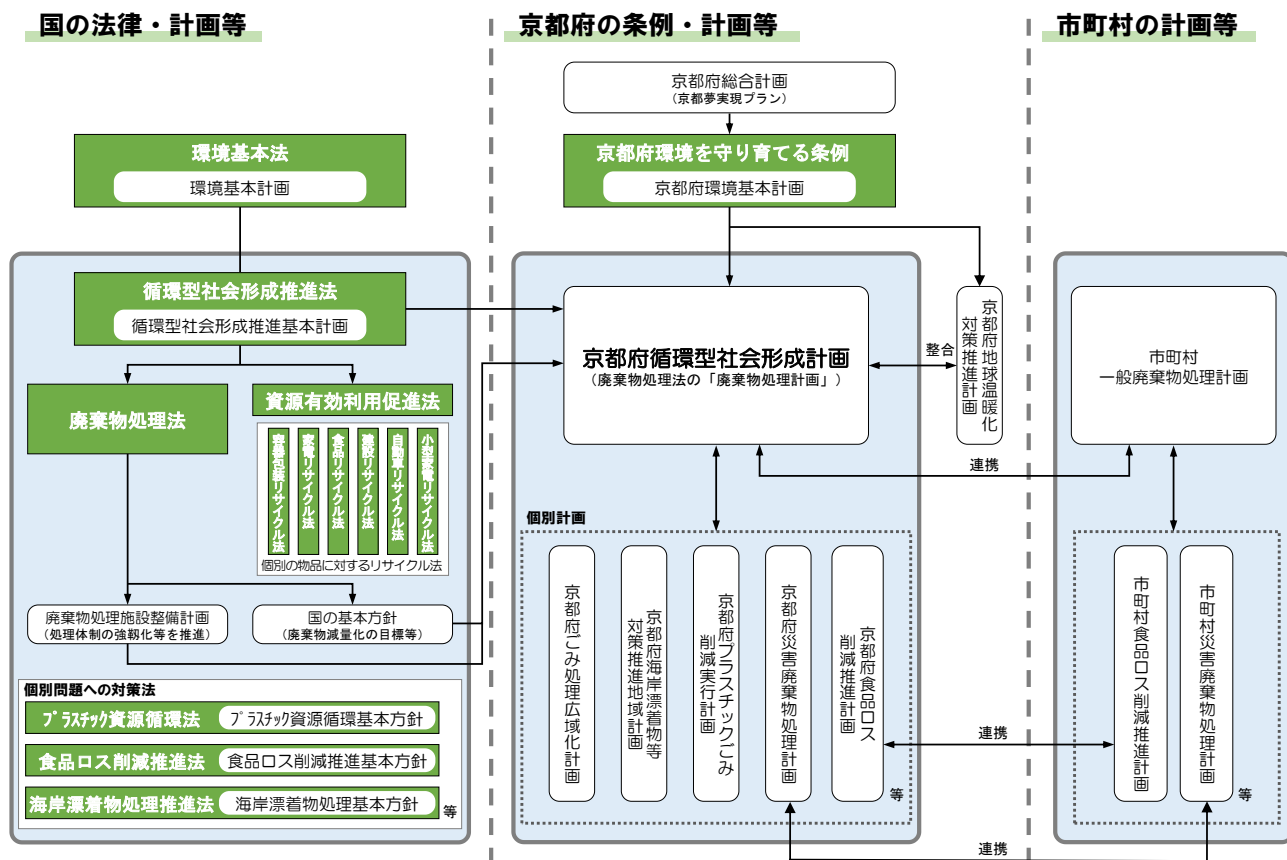 国の法律・計画等
環境基本法
環境基本計画
循環型社会形成推進法
循環型社会形成推進基本計画
廃棄物処理法
資源有効利用促進法
容器包装リサイクル法
家電リサイクル法
食品リサイクル法
建設リサイクル法
自動車リサイクル法
小型家電リサイクル法
個別の物品に対するリサイクル法
廃棄物処理施設整備計画
(処理体制の強靱化等を推進)
国の基本方針
(廃棄物減量化の目標等)
個別問題への対策法
プラスチック資源循環法
プラスチック資源循環基本方針
食品ロス削減推進法
食品ロス削減推進基本方針
海岸漂着物処理推進法
海岸漂着物処理基本方針
等
京都府の条例・計画等
京都府総合計画
(京都夢実現プラン)
京都府環境を守り育てる条例
京都府環境基本計画
京都府循環型社会形成計画
(廃棄物処理法の「廃棄物処理計画」)
整合
京都府地球温暖化
対策推進計画
連携
個別計画
京都府ごみ処理広域化計画
京都府海岸漂着物等
対策推進地域計画
京都府プラスチックごみ
削減実行計画
京都府災害廃棄物処理計画
京都府食品ロス
削減推進計画
等
連携
連携
市町村の計画等
市町村
一般廃棄物処理計画
市町村食品ロス削減推進計画
市町村災害廃棄物処理計画
等